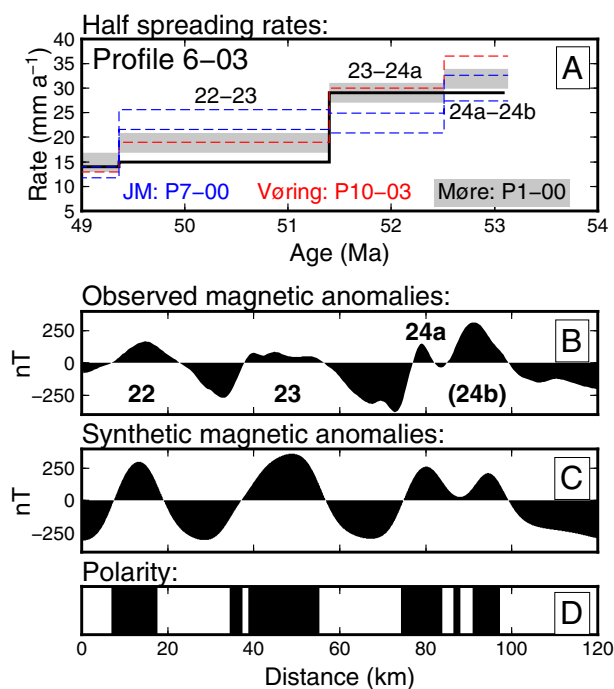 Half spreading rates:
40
35
30
25
20
15
10
5
Rate (mm a⁻¹)
Profile 6−03
A
22−23
23−24a
24a−24b
JM: P7−00
Vøring: P10−03
Møre: P1−00
49
50
51
52
53
54
Age (Ma)
Observed magnetic anomalies:
250
0
−250
nT
22
23
24a
(24b)
B
Synthetic magnetic anomalies:
250
0
−250
nT
C
Polarity:
D
0
20
40
60
80
100
120
Distance (km)